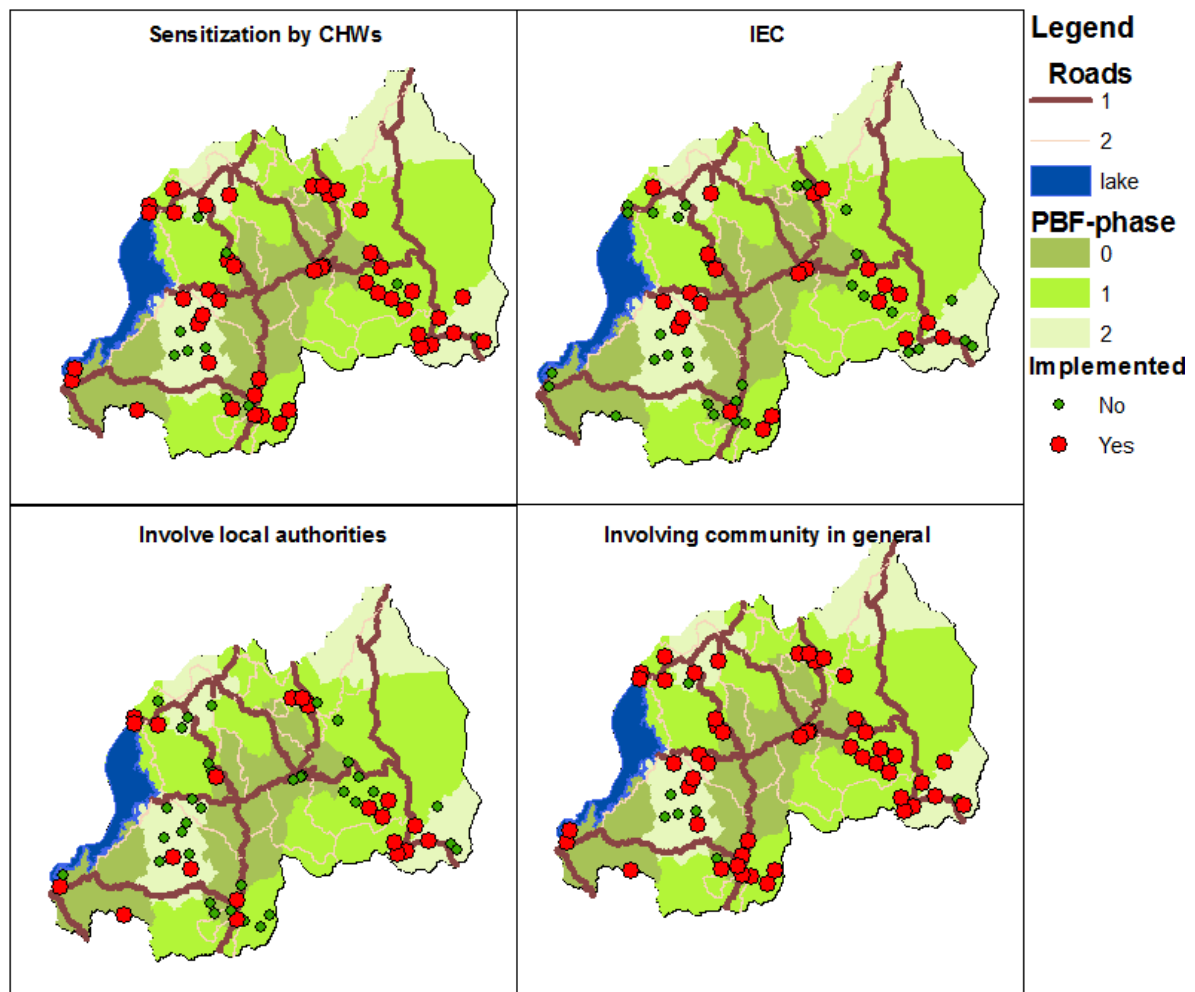 Sensitization by CHWs
IEC
Involve local authorities
Involving community in general
Legend
Roads
1
2
lake
PBF-phase
0
1
2
Implemented
No
Yes